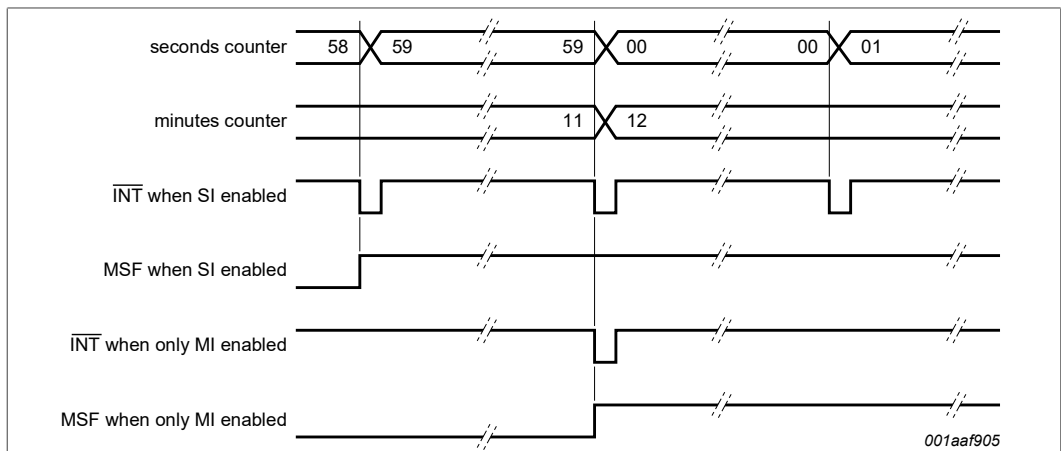 seconds counter 58 59 59 00 00 01
minutes counter 11 12
INT when SI enabled
MSF when SI enabled
INT when only MI enabled
MSF when only MI enabled
001aaf905